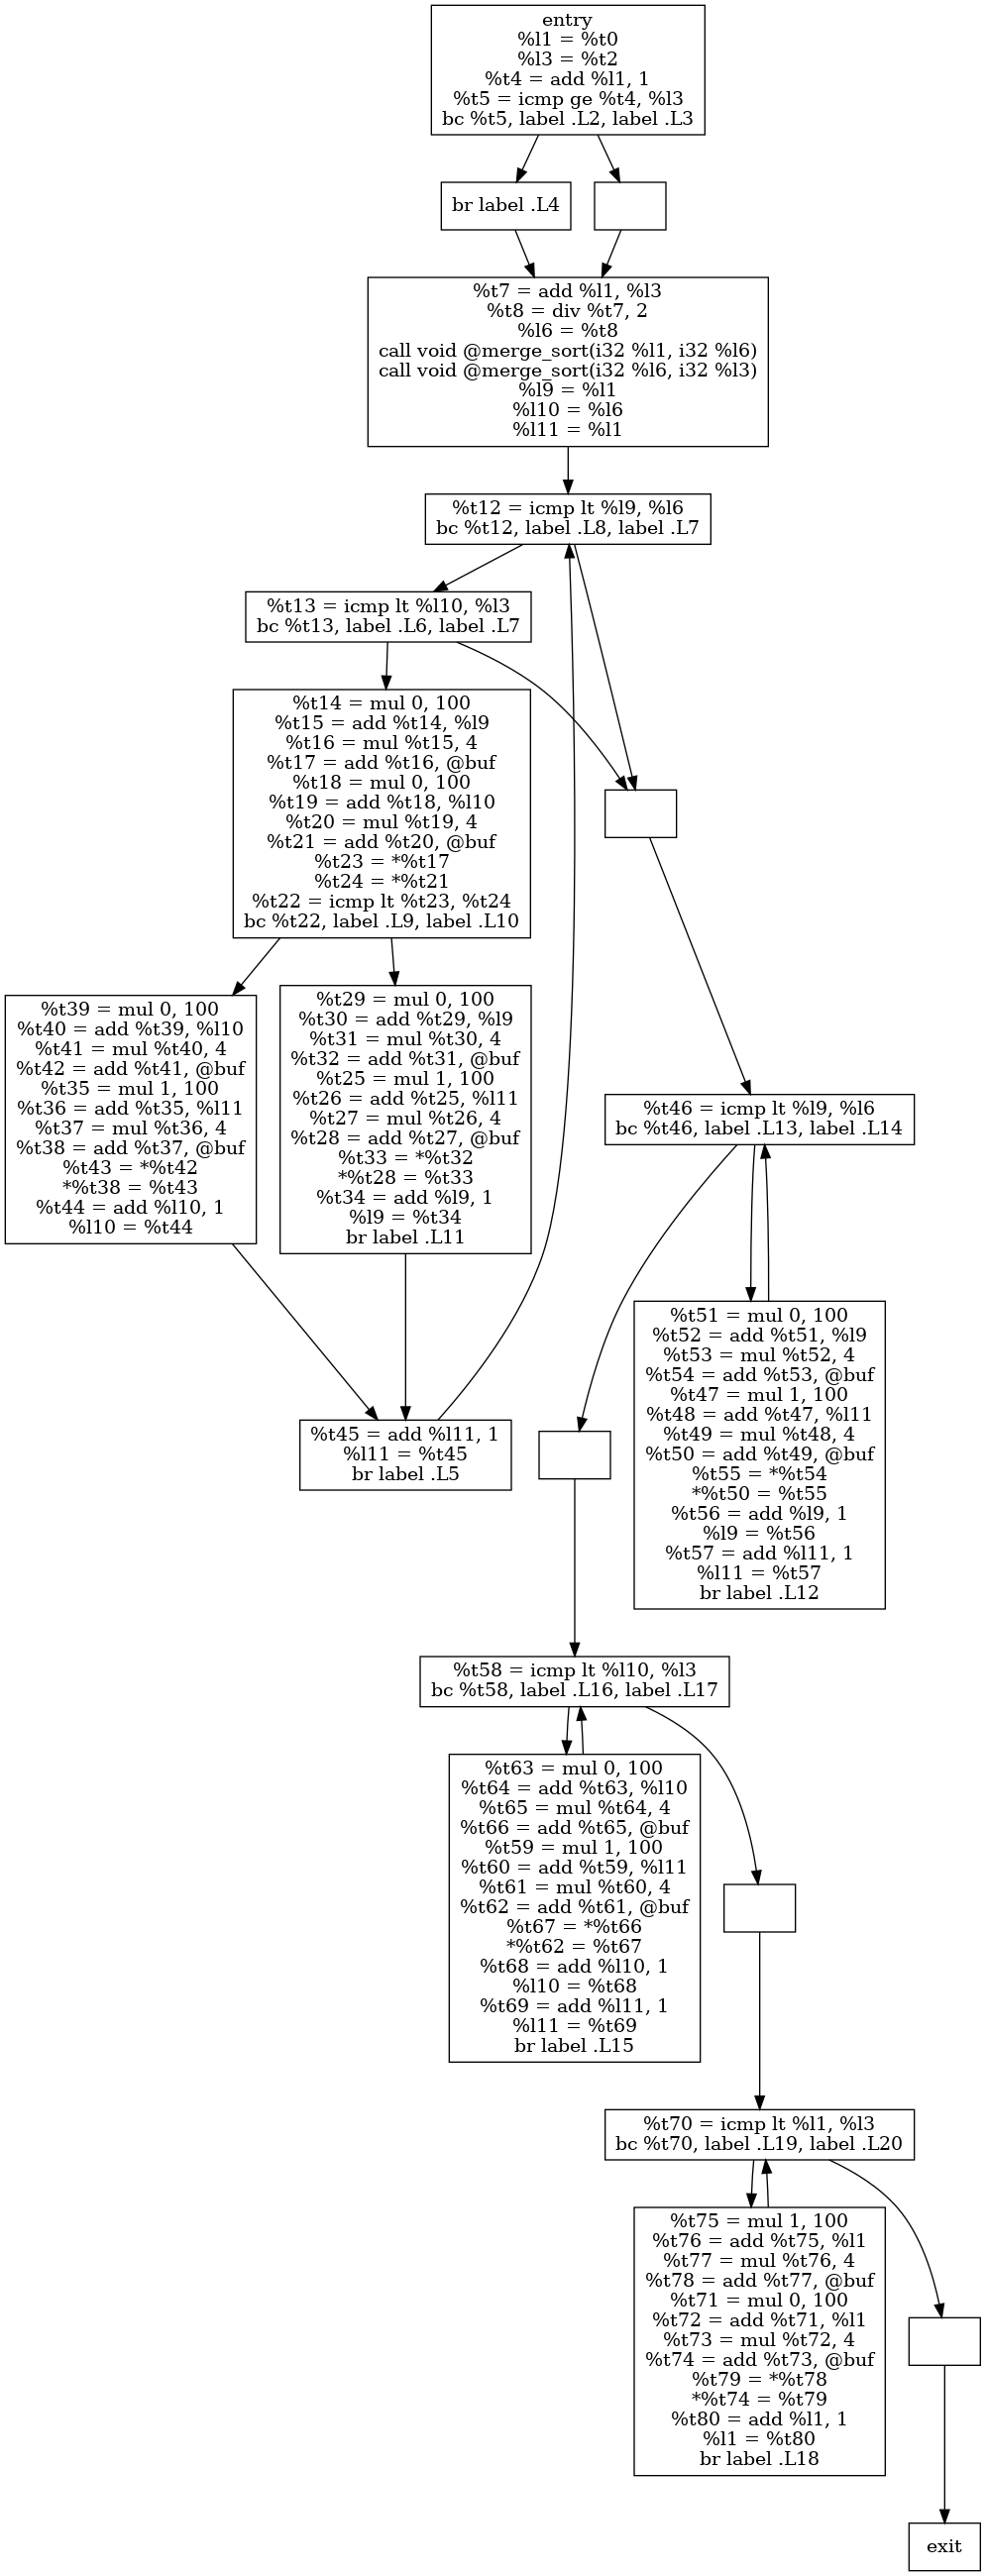 entry
%l1 = %t0
%l3 = %t2
%t4 = add %l1, 1
%t5 = icmp ge %t4, %l3
bc %t5, label .L2, label .L3
br label .L4
%t7 = add %l1, %l3
%t8 = div %t7, 2
%l6 = %t8
call void @merge_sort(i32 %l1, i32 %l6)
call void @merge_sort(i32 %l6, i32 %l3)
%l9 = %l1
%l10 = %l6
%l11 = %l1
%t12 = icmp lt %l9, %l6
bc %t12, label .L8, label .L7
%t13 = icmp lt %l10, %l3
bc %t13, label .L6, label .L7
%t14 = mul 0, 100
%t15 = add %t14, %l9
%t16 = mul %t15, 4
%t17 = add %t16, @buf
%t18 = mul 0, 100
%t19 = add %t18, %l10
%t20 = mul %t19, 4
%t21 = add %t20, @buf
%t23 = *%t17
%t24 = *%t21
%t22 = icmp lt %t23, %t24
bc %t22, label .L9, label .L10
%t39 = mul 0, 100
%t40 = add %t39, %l10
%t41 = mul %t40, 4
%t42 = add %t41, @buf
%t35 = mul 1, 100
%t36 = add %t35, %l11
%t37 = mul %t36, 4
%t38 = add %t37, @buf
%t43 = *%t42
*%t38 = %t43
%t44 = add %l10, 1
%l10 = %t44
%t29 = mul 0, 100
%t30 = add %t29, %l9
%t31 = mul %t30, 4
%t32 = add %t31, @buf
%t25 = mul 1, 100
%t26 = add %t25, %l11
%t27 = mul %t26, 4
%t28 = add %t27, @buf
%t33 = *%t32
*%t28 = %t33
%t34 = add %l9, 1
%l9 = %t34
br label .L11
%t45 = add %l11, 1
%l11 = %t45
br label .L5
%t46 = icmp lt %l9, %l6
bc %t46, label .L13, label .L14
%t51 = mul 0, 100
%t52 = add %t51, %l9
%t53 = mul %t52, 4
%t54 = add %t53, @buf
%t47 = mul 1, 100
%t48 = add %t47, %l11
%t49 = mul %t48, 4
%t50 = add %t49, @buf
%t55 = *%t54
*%t50 = %t55
%t56 = add %l9, 1
%l9 = %t56
%t57 = add %l11, 1
%l11 = %t57
br label .L12
%t58 = icmp lt %l10, %l3
bc %t58, label .L16, label .L17
%t63 = mul 0, 100
%t64 = add %t63, %l10
%t65 = mul %t64, 4
%t66 = add %t65, @buf
%t59 = mul 1, 100
%t60 = add %t59, %l11
%t61 = mul %t60, 4
%t62 = add %t61, @buf
%t67 = *%t66
*%t62 = %t67
%t68 = add %l10, 1
%l10 = %t68
%t69 = add %l11, 1
%l11 = %t69
br label .L15
%t70 = icmp lt %l1, %l3
bc %t70, label .L19, label .L20
%t75 = mul 1, 100
%t76 = add %t75, %l1
%t77 = mul %t76, 4
%t78 = add %t77, @buf
%t71 = mul 0, 100
%t72 = add %t71, %l1
%t73 = mul %t72, 4
%t74 = add %t73, @buf
%t79 = *%t78
*%t74 = %t79
%t80 = add %l1, 1
%l1 = %t80
br label .L18
exit